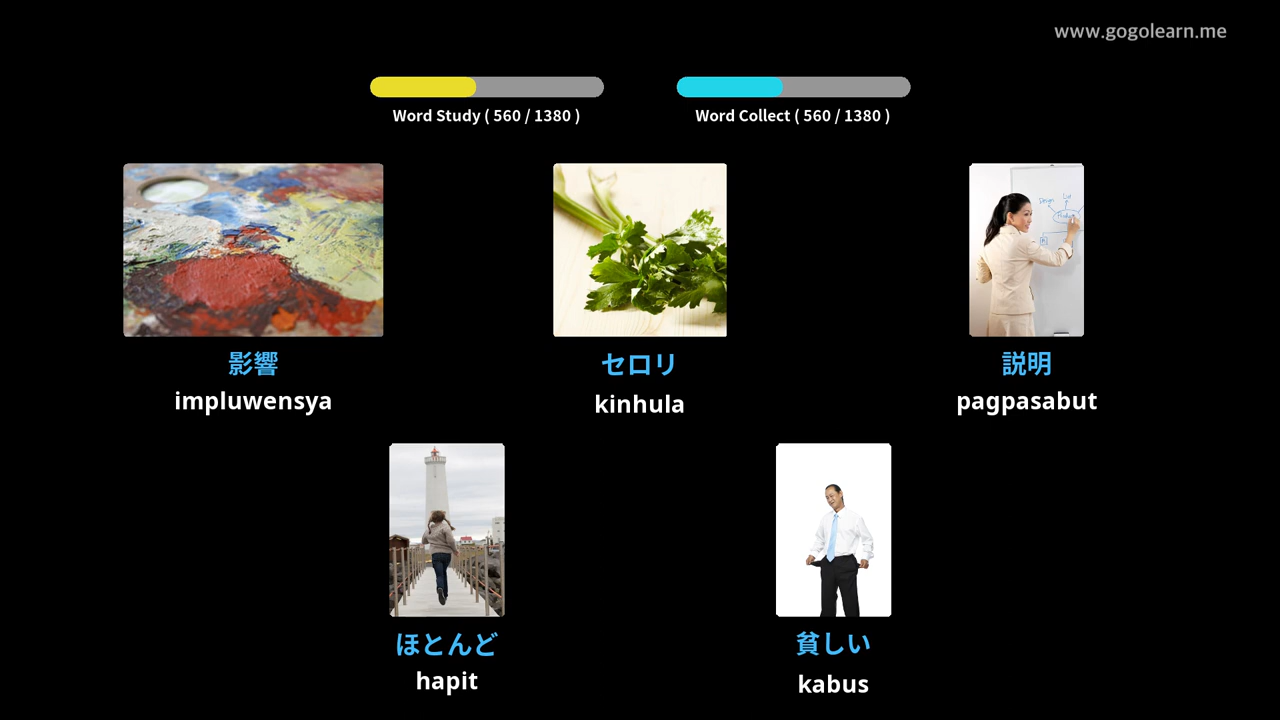 www.gogolearn.me
Word Study ( 560 / 1380 )
Word Collect ( 560 / 1380 )
影響
impluwensya
セロリ
kinhula
説明
pagpasabut
ほとんど
hapit
貧しい
kabus